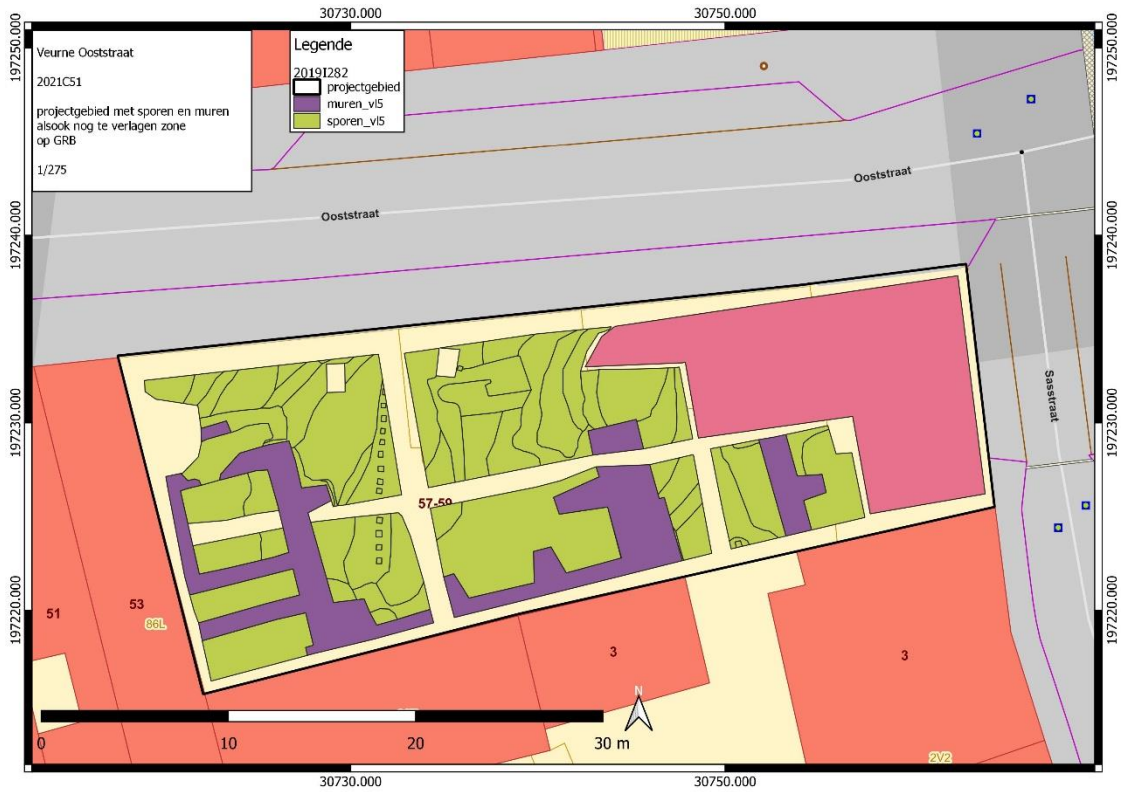 30730.000
30750.000
197250.000
197250.000
Veurne Ooststraat
2021C51
projectgebied met sporen en muren
alsook nog te verlagen zone
op GRB
1/275
Legende
2019I282
projectgebied
muren_vl5
sporen_vl5
Ooststraat
Ooststraat
197240.000
197240.000
Sasstraat
197230.000
197230.000
57-59
51
53
86L
197220.000
197220.000
3
3
N
0
10
20
30 m
2V2
30730.000
30750.000